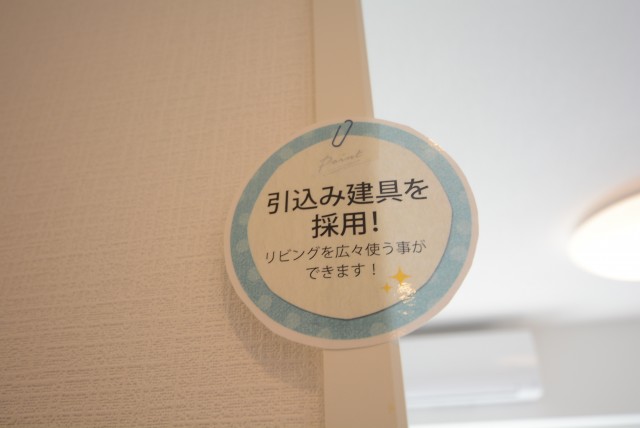 Point
引込み建具を
採用!
リビングを広々使う事が
できます!